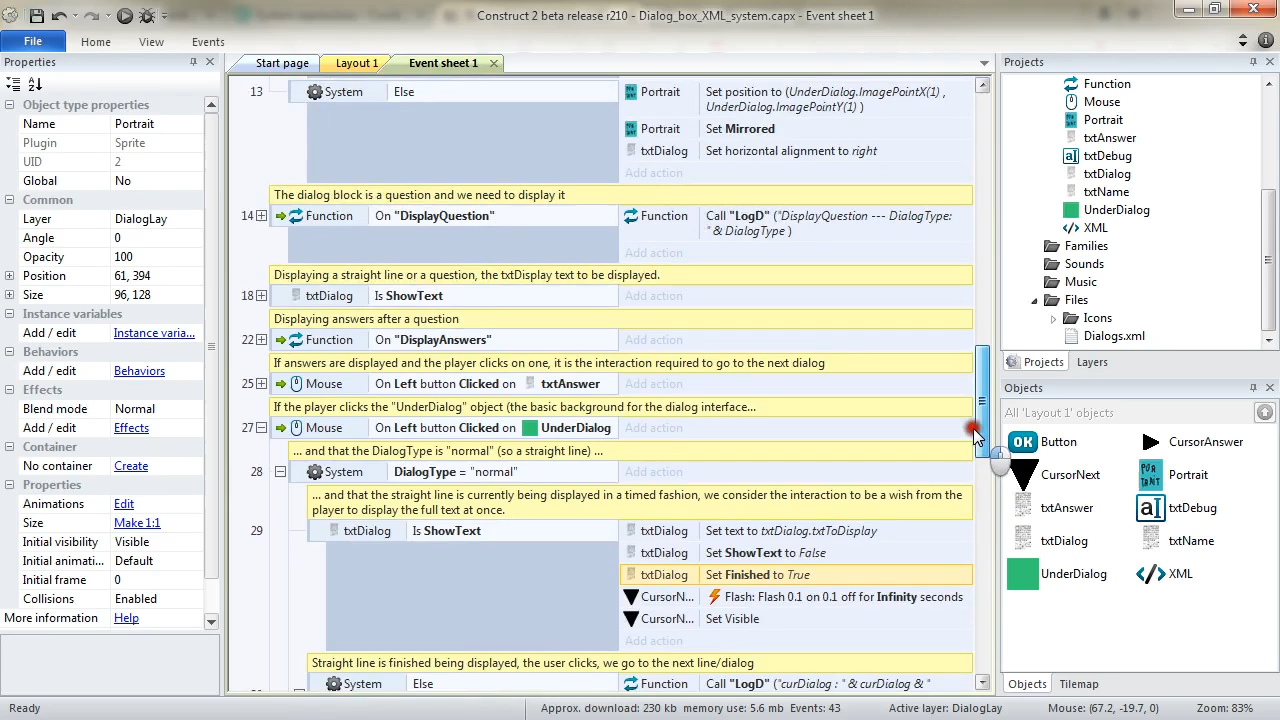 Construct 2 beta release r210 - Dialog_box_XML_system.capx - Event sheet 1
File Home View Events
Properties
Object type properties
Name Portrait
Plugin Sprite
UID 2
Global No
Common
Layer DialogLay
Angle 0
Opacity 100
Position 61, 394
Size 96, 128
Instance variables
Add / edit Instance varia...
Behaviors
Add / edit Behaviors
Effects
Blend mode Normal
Add / edit Effects
Container
No container Create
Properties
Animations Edit
Size Make 1:1
Initial visibility Visible
Initial animati... Default
Initial frame 0
Collisions Enabled
More information Help
Start page Layout 1 Event sheet 1
13 System Else Portrait Set position to (UnderDialog.ImagePointX(1) ,
UnderDialog.ImagePointY(1) )
Portrait Set Mirrored
txtDialog Set horizontal alignment to right
Add action
The dialog block is a question and we need to display it
14 Function On "DisplayQuestion" Function Call "LogD" ("DisplayQuestion --- DialogType:
" & DialogType )
Add action
Displaying a straight line or a question, the txtDisplay text to be displayed.
18 txtDialog Is ShowText Add action
Displaying answers after a question
22 Function On "DisplayAnswers" Add action
If answers are displayed and the player clicks on one, it is the interaction required to go to the next dialog
25 Mouse On Left button Clicked on txtAnswer Add action
If the player clicks the "UnderDialog" object (the basic background for the dialog interface...
27 Mouse On Left button Clicked on UnderDialog Add action
... and that the DialogType is "normal" (so a straight line) ...
28 System DialogType = "normal" Add action
... and that the straight line is currently being displayed in a timed fashion, we consider the interaction to be a wish from the
player to display the full text at once.
29 txtDialog Is ShowText txtDialog Set text to txtDialog.txtToDisplay
txtDialog Set ShowText to False
txtDialog Set Finished to True
CursorN... Flash: Flash 0.1 on 0.1 off for Infinity seconds
CursorN... Set Visible
Add action
Straight line is finished being displayed, the user clicks, we go to the next line/dialog
System Else Function Call "LogD" ("curDialog : " & curDialog & "
Projects
Function
Mouse
Portrait
txtAnswer
txtDebug
txtDialog
txtName
UnderDialog
XML
Families
Sounds
Music
Files
Icons
Dialogs.xml
Projects Layers
Objects
All 'Layout 1' objects
OK Button CursorAnswer
CursorNext Portrait
txtAnswer txtDebug
txtDialog txtName
UnderDialog XML
Objects Tilemap
Ready Approx. download: 230 kb memory use: 5.6 mb Events: 43 Active layer: DialogLay Mouse: (67.2, -19.7, 0) Zoom: 83%